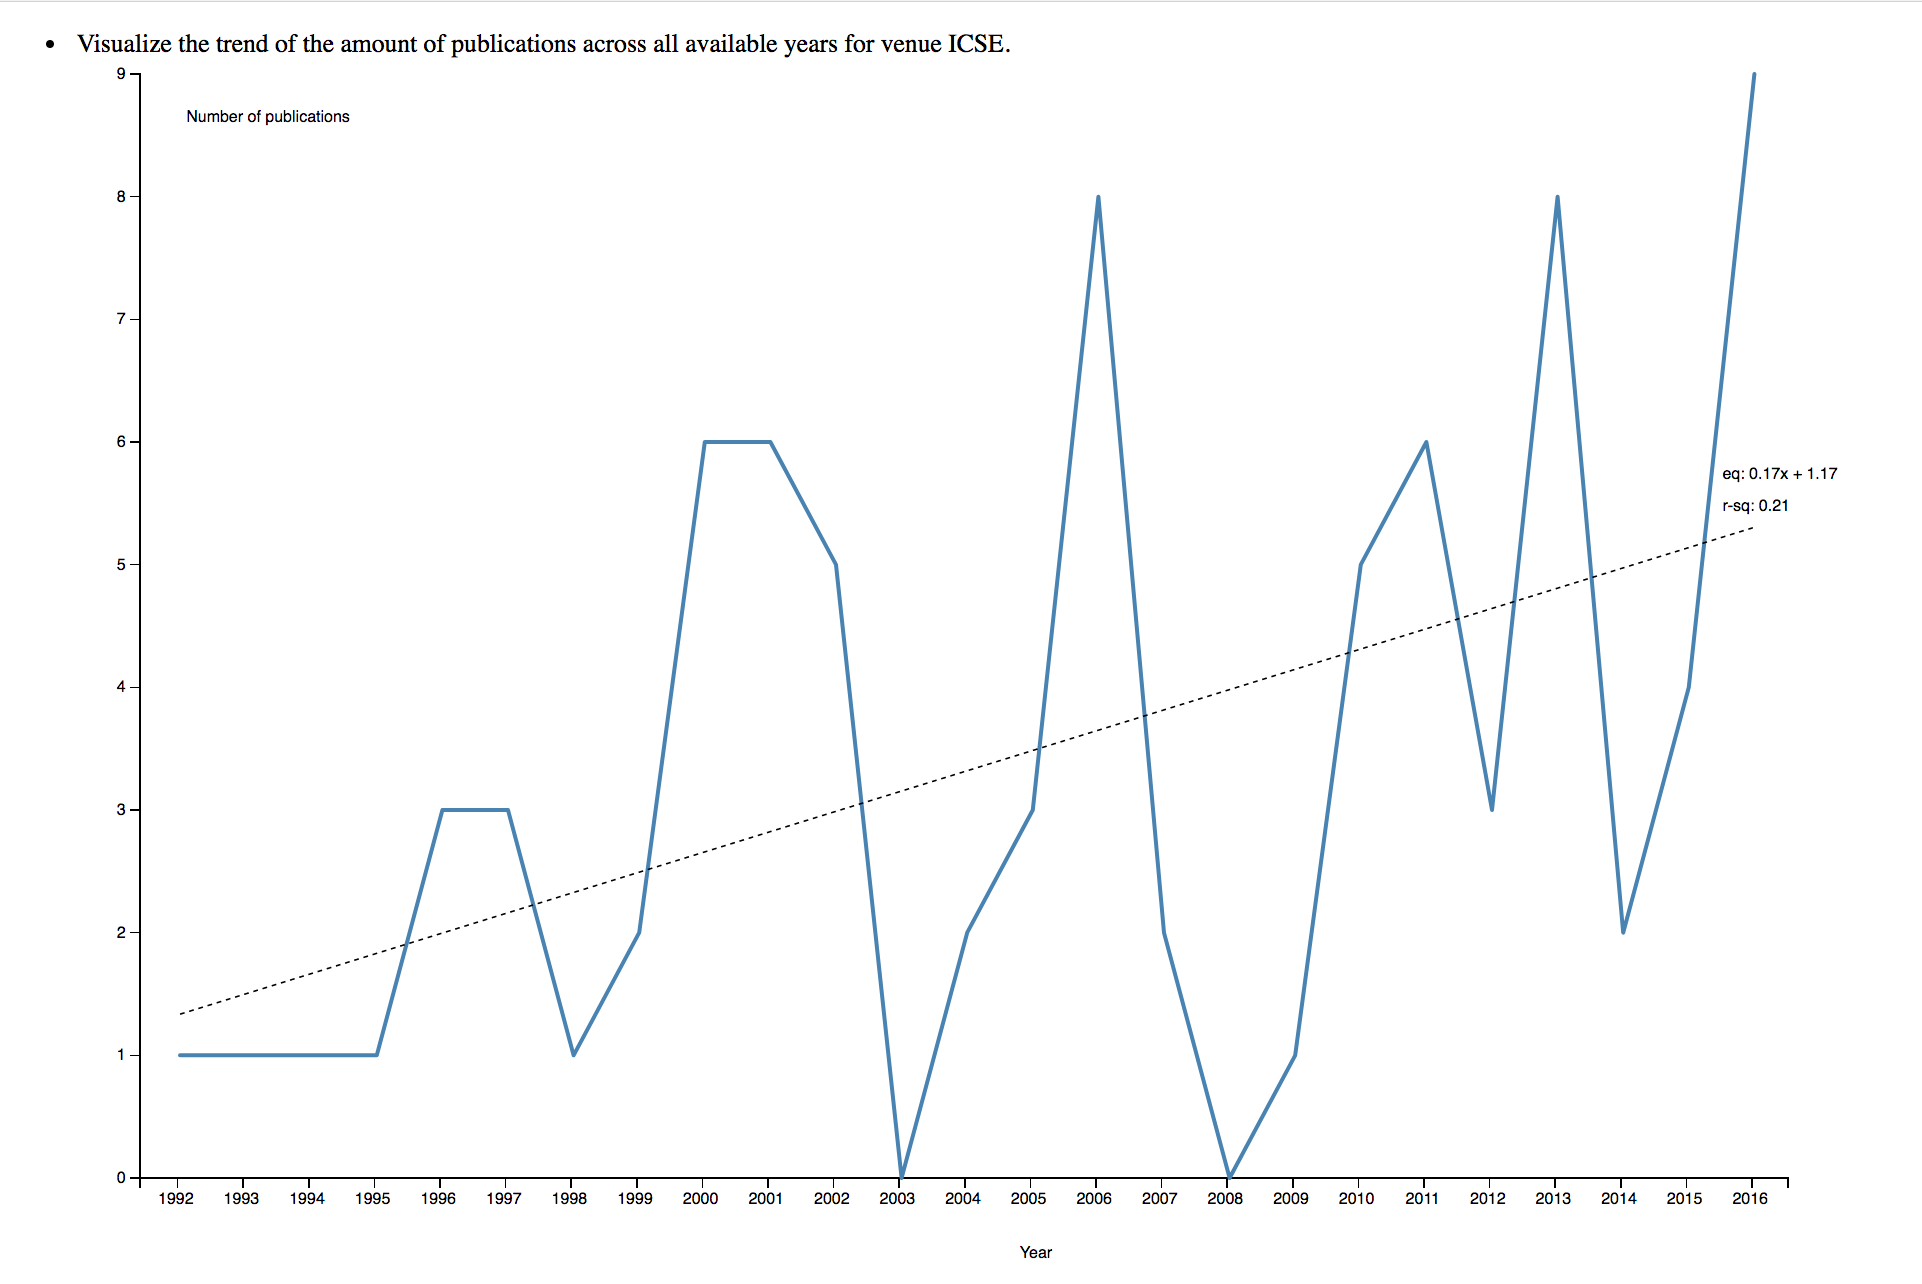 • Visualize the trend of the amount of publications across all available years for venue ICSE.
9
Number of publications
8
7
6
eq: 0.17x + 1.17
r-sq: 0.21
5
4
3
2
1
0
1992 1993 1994 1995 1996 1997 1998 1999 2000 2001 2002 2003 2004 2005 2006 2007 2008 2009 2010 2011 2012 2013 2014 2015 2016
Year